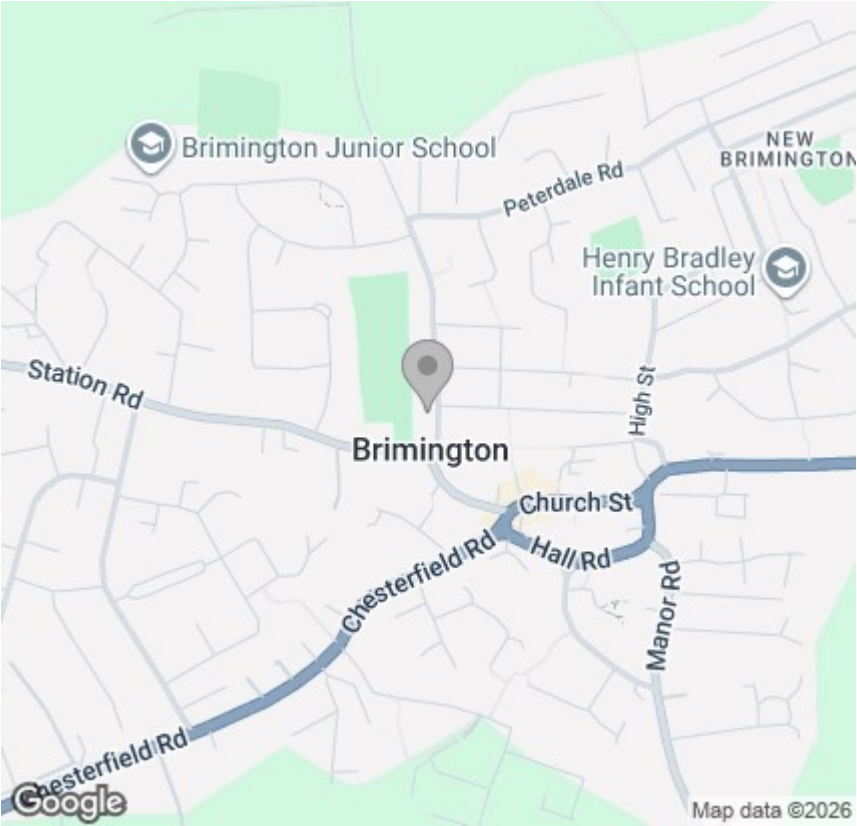 NEW
BRIMINGTON
Brimington Junior School
Peterdale Rd
Henry Bradley
Infant School
Station Rd
High St
Brimington
Church St
Chesterfield Rd
Hall Rd
Manor Rd
Chesterfield Rd
Google
Map data ©2026